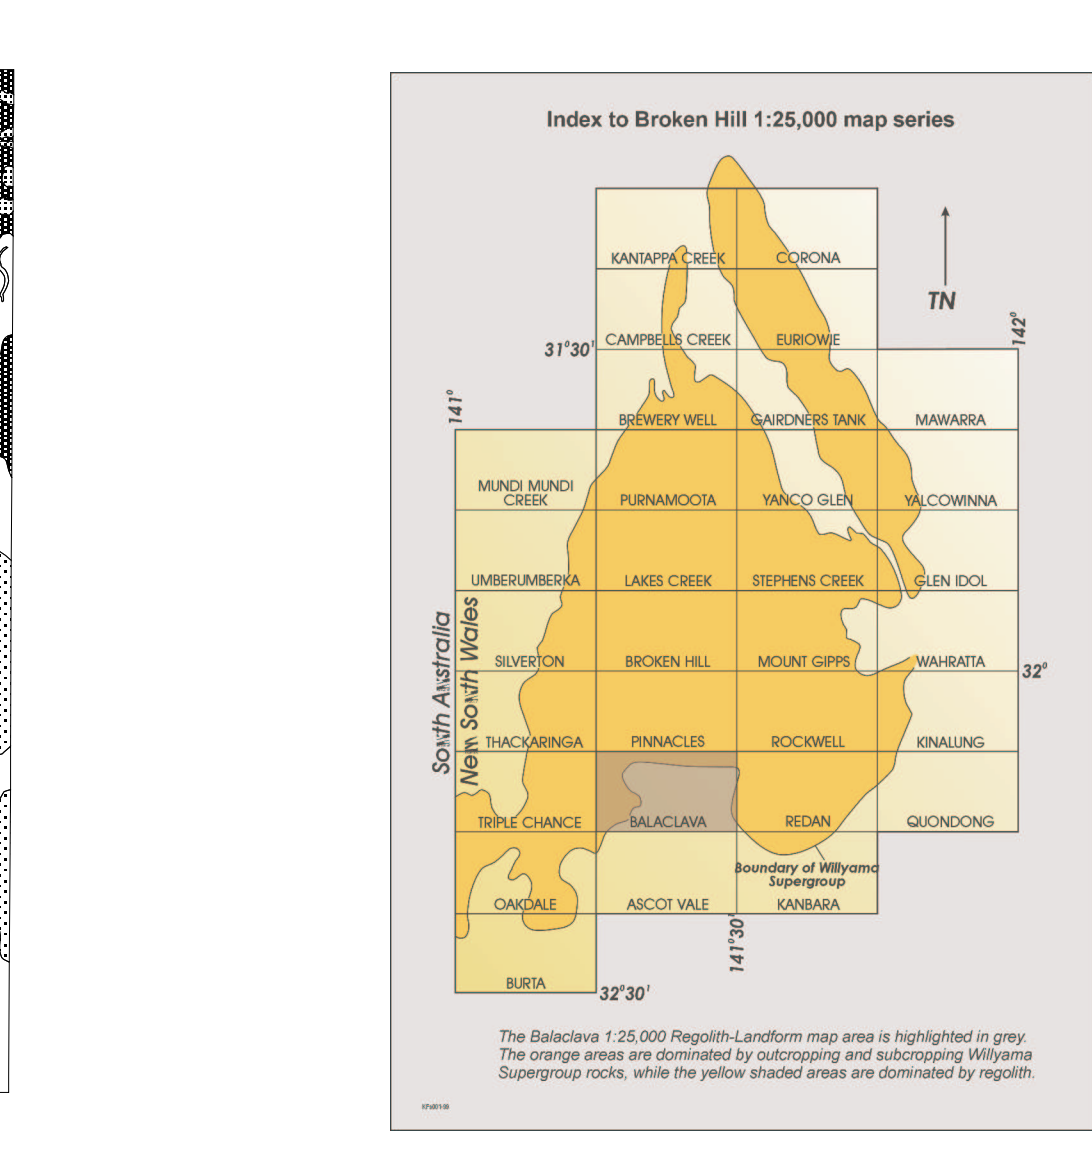 Index to Broken Hill 1:25,000 map series
TN
KANTAPPA CREEK
CORONA
142°
31°30'
CAMPBELLS CREEK
EURIOWIE
141°
BREWERY WELL
GAIRDNERS TANK
MAWARRA
MUNDI MUNDI
CREEK
PURNAMOOTA
YANCO GLEN
YALCOWINNA
UMBERUMBERKA
LAKES CREEK
STEPHENS CREEK
GLEN IDOL
South Australia
New South Wales
SILVERTON
BROKEN HILL
MOUNT GIPPS
WAHRATTA
32°
THACKARINGA
PINNACLES
ROCKWELL
KINALUNG
TRIPLE CHANCE
BALACLAVA
REDAN
QUONDONG
Boundary of Willyama
Supergroup
OAKDALE
ASCOT VALE
KANBARA
141°30'
BURTA
32°30'
The Balaclava 1:25,000 Regolith-Landform map area is highlighted in grey.
The orange areas are dominated by outcropping and subcropping Willyama
Supergroup rocks, while the yellow shaded areas are dominated by regolith.